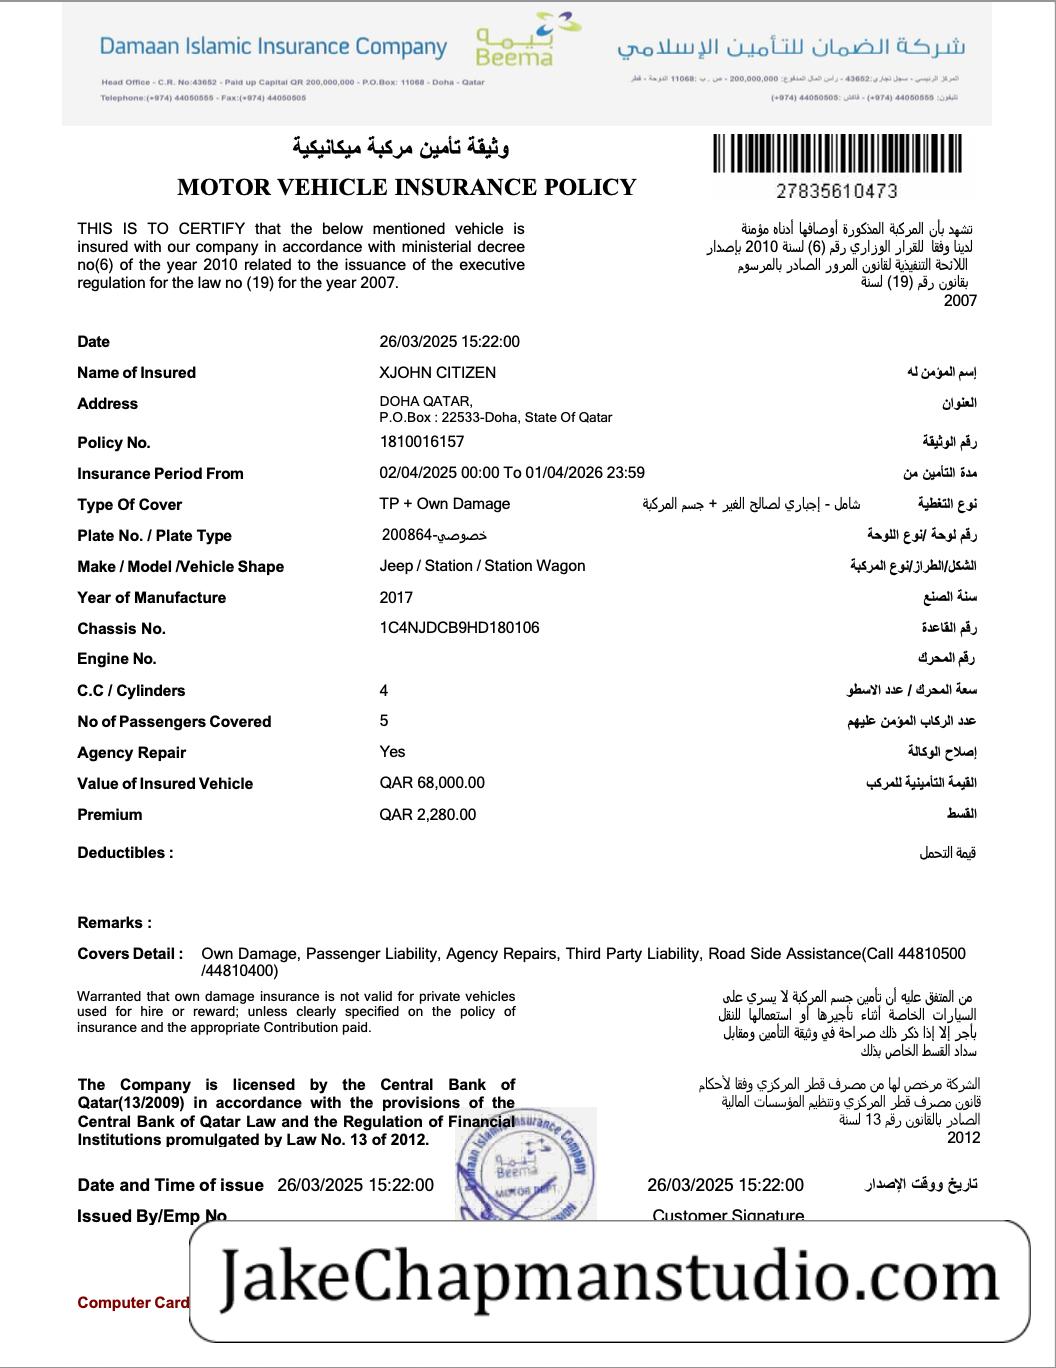 Damaan Islamic Insurance Company
بيمه
Beema
شركة الضمان للتأمين الإسلامي
Head Office - C.R. No:43652 - Paid up Capital QR 200,000,000 - P.O.Box: 11068 - Doha - Qatar
المركز الرئيسي - سجل تجاري:43652 - راس المال المدفوع: 200,000,000 - ص . ب: 11068 الدوحة - قطر
Telephone:(+974) 44050555 - Fax:(+974) 44050505
تليفون: 44050555 (974+) - فاكس :44050505 (974+)
وثيقة تأمين مركبة ميكانيكية
MOTOR VEHICLE INSURANCE POLICY
27835610473
THIS IS TO CERTIFY that the below mentioned vehicle is
insured with our company in accordance with ministerial decree
no(6) of the year 2010 related to the issuance of the executive
regulation for the law no (19) for the year 2007.
تشهد بأن المركبة المذكورة أوصافها أدناه مؤمنة
لدينا وفقا للقرار الوزاري رقم (6) لسنة 2010 بإصدار
اللائحة التنفيذية لقانون المرور الصادر بالمرسوم
بقانون رقم (19) لسنة
2007
Date 26/03/2025 15:22:00
Name of Insured XJOHN CITIZEN إسم المؤمن له
Address DOHA QATAR, العنوان
P.O.Box : 22533-Doha, State Of Qatar
Policy No. 1810016157 رقم الوثيقة
Insurance Period From 02/04/2025 00:00 To 01/04/2026 23:59 مدة التأمين من
Type Of Cover TP + Own Damage شامل - إجباري لصالح الغير + جسم المركبة نوع التغطية
Plate No. / Plate Type 200864-خصوصي رقم لوحة /نوع اللوحة
Make / Model /Vehicle Shape Jeep / Station / Station Wagon الشكل/الطراز/نوع المركبة
Year of Manufacture 2017 سنة الصنع
Chassis No. 1C4NJDCB9HD180106 رقم القاعدة
Engine No. رقم المحرك
C.C / Cylinders 4 سعة المحرك / عدد الاسطو
No of Passengers Covered 5 عدد الركاب المؤمن عليهم
Agency Repair Yes إصلاح الوكالة
Value of Insured Vehicle QAR 68,000.00 القيمة التأمينية للمركب
Premium QAR 2,280.00 القسط
Deductibles : قيمة التحمل
Remarks :
Covers Detail : Own Damage, Passenger Liability, Agency Repairs, Third Party Liability, Road Side Assistance(Call 44810500
/44810400)
Warranted that own damage insurance is not valid for private vehicles
used for hire or reward; unless clearly specified on the policy of
insurance and the appropriate Contribution paid.
من المتفق عليه أن تأمين جسم المركبة لا يسري على
السيارات الخاصة أثناء تأجيرها أو استعمالها للنقل
بأجر إلا إذا ذكر ذلك صراحة في وثيقة التأمين ومقابل
سداد القسط الخاص بذلك
The Company is licensed by the Central Bank of
Qatar(13/2009) in accordance with the provisions of the
Central Bank of Qatar Law and the Regulation of Financial
Institutions promulgated by Law No. 13 of 2012.
الشركة مرخص لها من مصرف قطر المركزي وفقا لأحكام
قانون مصرف قطر المركزي وتنظيم المؤسسات المالية
الصادر بالقانون رقم 13 لسنة
2012
Damaan Islamic Insurance Company
بيمه
Beema
MOTOR DEPT.
Date and Time of issue 26/03/2025 15:22:00 26/03/2025 15:22:00 تاريخ ووقت الإصدار
Issued By/Emp No Customer Signature
JakeChapmanstudio.com
Computer Card